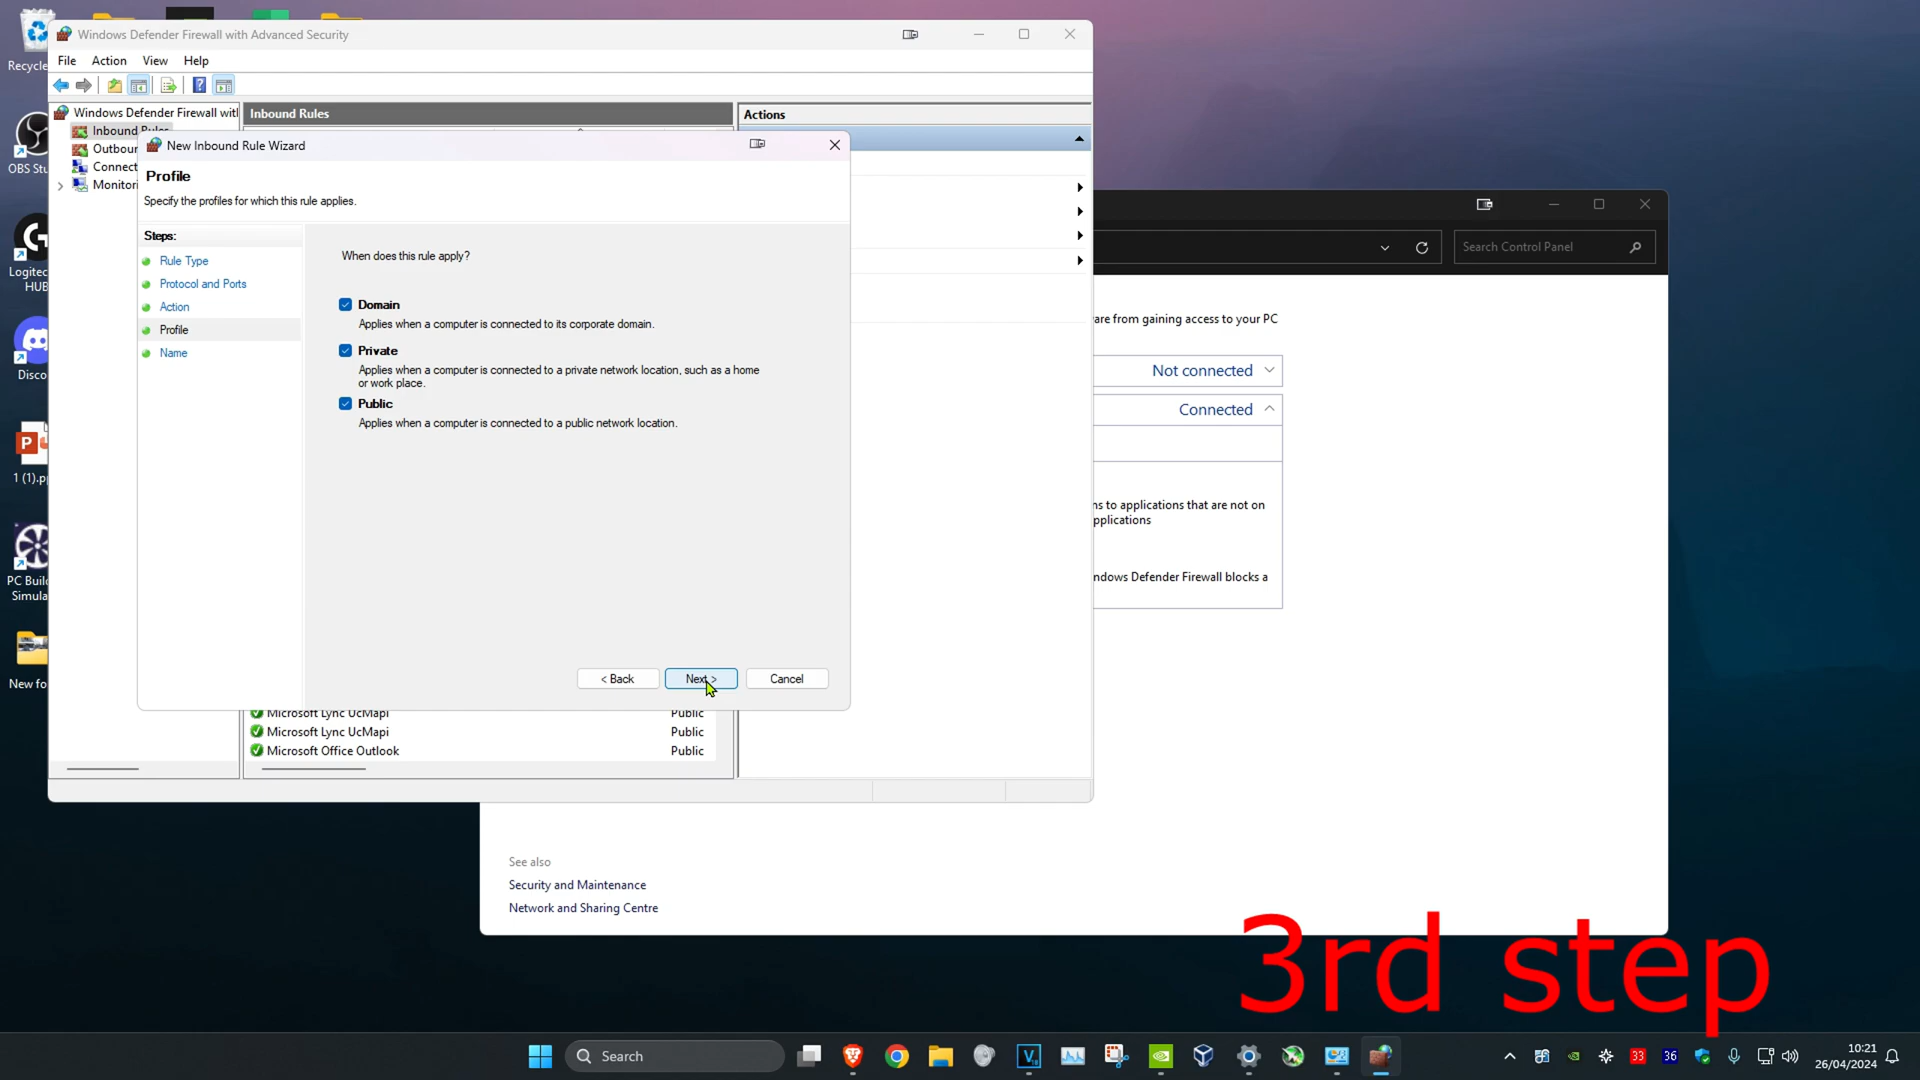 Recycle
OBS Stu
Logitec
HUB
Disco
1 (1).p
PC Buil
Simula
New fo
Windows Defender Firewall with Advanced Security
File Action View Help
Windows Defender Firewall witl
Inbound Rules
Outbour
Connect
Monitori
Inbound Rules
Actions
New Inbound Rule Wizard
Profile
Specify the profiles for which this rule applies.
Steps:
Rule Type
Protocol and Ports
Action
Profile
Name
When does this rule apply?
Domain
Applies when a computer is connected to its corporate domain.
Private
Applies when a computer is connected to a private network location, such as a home
or work place.
Public
Applies when a computer is connected to a public network location.
< Back
Next >
Cancel
Microsoft Lync UcMapi Public
Microsoft Lync UcMapi Public
Microsoft Office Outlook Public
Search Control Panel
are from gaining access to your PC
Not connected
Connected
ns to applications that are not on
pplications
ndows Defender Firewall blocks a
See also
Security and Maintenance
Network and Sharing Centre
3rd step
Search
33
36
10:21
26/04/2024